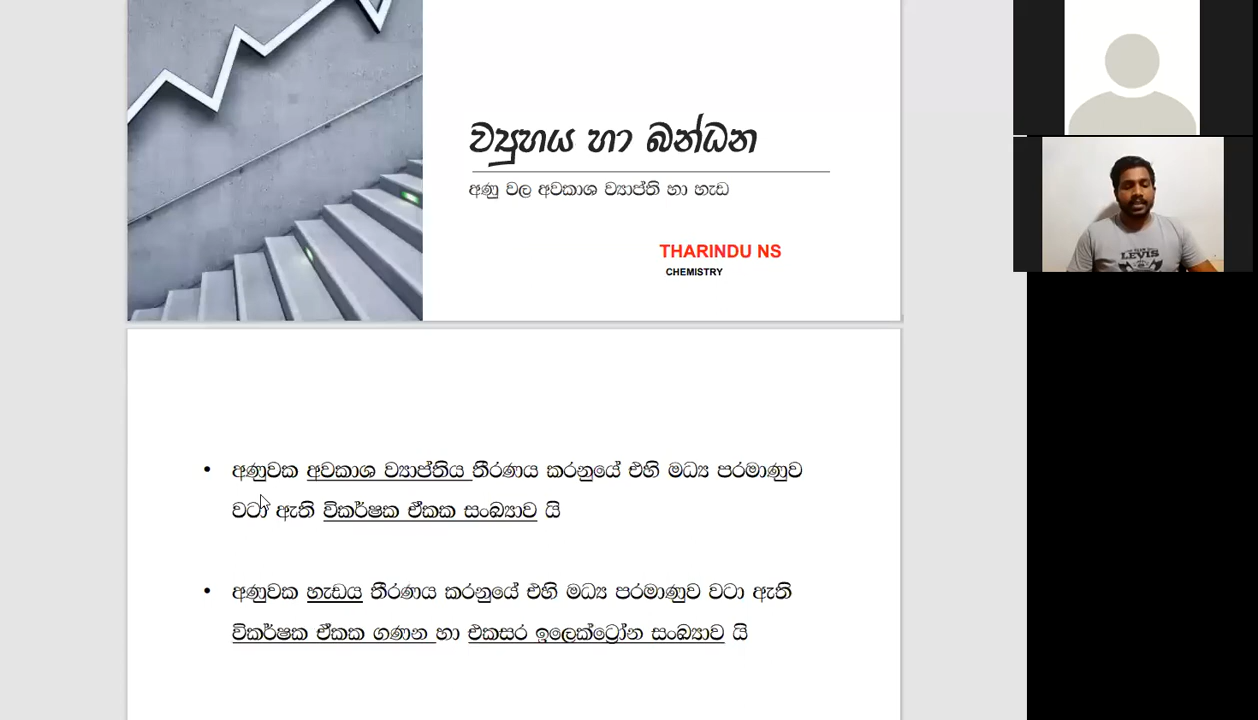 ව්‍යුහය හා බන්ධන
අණු වල අවකාශ ව්‍යාප්ති හා හැඩ
THARINDU NS
CHEMISTRY
LEVIS
• අණුවක අවකාශ ව්‍යාප්තිය තීරණය කරනුයේ එහි මධ්‍ය පරමාණුව
වටා ඇති විකර්ෂක ඒකක සංඛ්‍යාව යි
• අණුවක හැඩය තීරණය කරනුයේ එහි මධ්‍ය පරමාණුව වටා ඇති
විකර්ෂක ඒකක ගණන හා එකසර ඉලෙක්ට්‍රෝන සංඛ්‍යාව යි